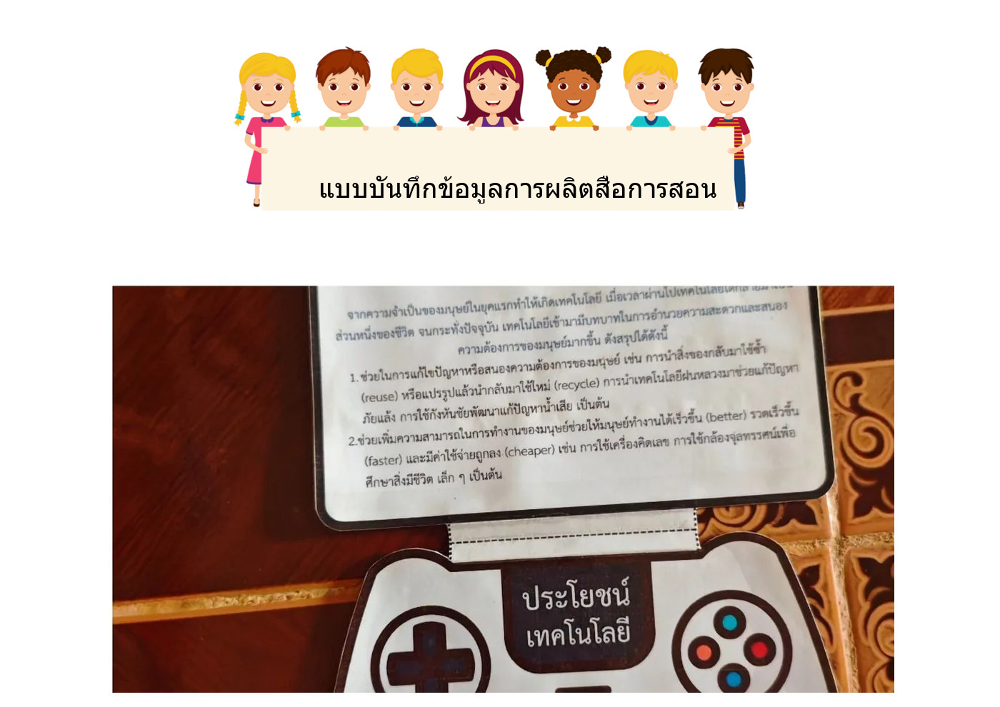 แบบบันทึกข้อมูลการผลิตสื่อการสอน
จากความจำเป็นของมนุษย์ในยุคแรกทำให้เกิดเทคโนโลยี เมื่อเวลาผ่านไปเทคโนโลยีได้กลายมาเป็น
ส่วนหนึ่งของชีวิต จนกระทั่งปัจจุบัน เทคโนโลยีเข้ามามีบทบาทในการอำนวยความสะดวกและสนอง
ความต้องการของมนุษย์มากขึ้น ดังสรุปได้ดังนี้
1. ช่วยในการแก้ไขปัญหาหรือสนองความต้องการของมนุษย์ เช่น การนำสิ่งของกลับมาใช้ซ้ำ
(reuse) หรือแปรรูปแล้วนำกลับมาใช้ใหม่ (recycle) การนำเทคโนโลยีฝนหลวงมาช่วยแก้ปัญหา
ภัยแล้ง การใช้กังหันชัยพัฒนาแก้ปัญหาน้ำเสีย เป็นต้น
2.ช่วยเพิ่มความสามารถในการทำงานของมนุษย์ช่วยให้มนุษย์ทำงานได้เร็วขึ้น (better) รวดเร็วขึ้น
(faster) และมีค่าใช้จ่ายถูกลง (cheaper) เช่น การใช้เครื่องคิดเลข การใช้กล้องจุลทรรศน์เพื่อ
ศึกษาสิ่งมีชีวิต เล็ก ๆ เป็นต้น
ประโยชน์
เทคโนโลยี